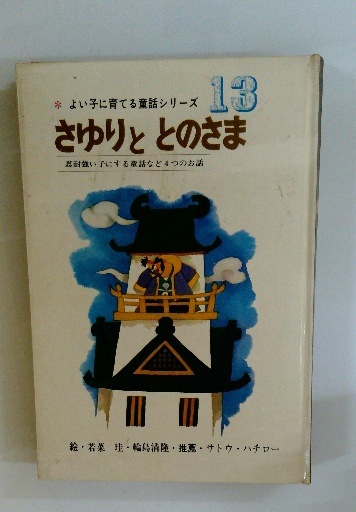 * よい子に育てる童話シリーズ 13
さゆりと とのさま
忍耐強い子にする童話など4つのお話
絵・若菜 珪・輪島清隆・推薦・サトウ・ハチロー